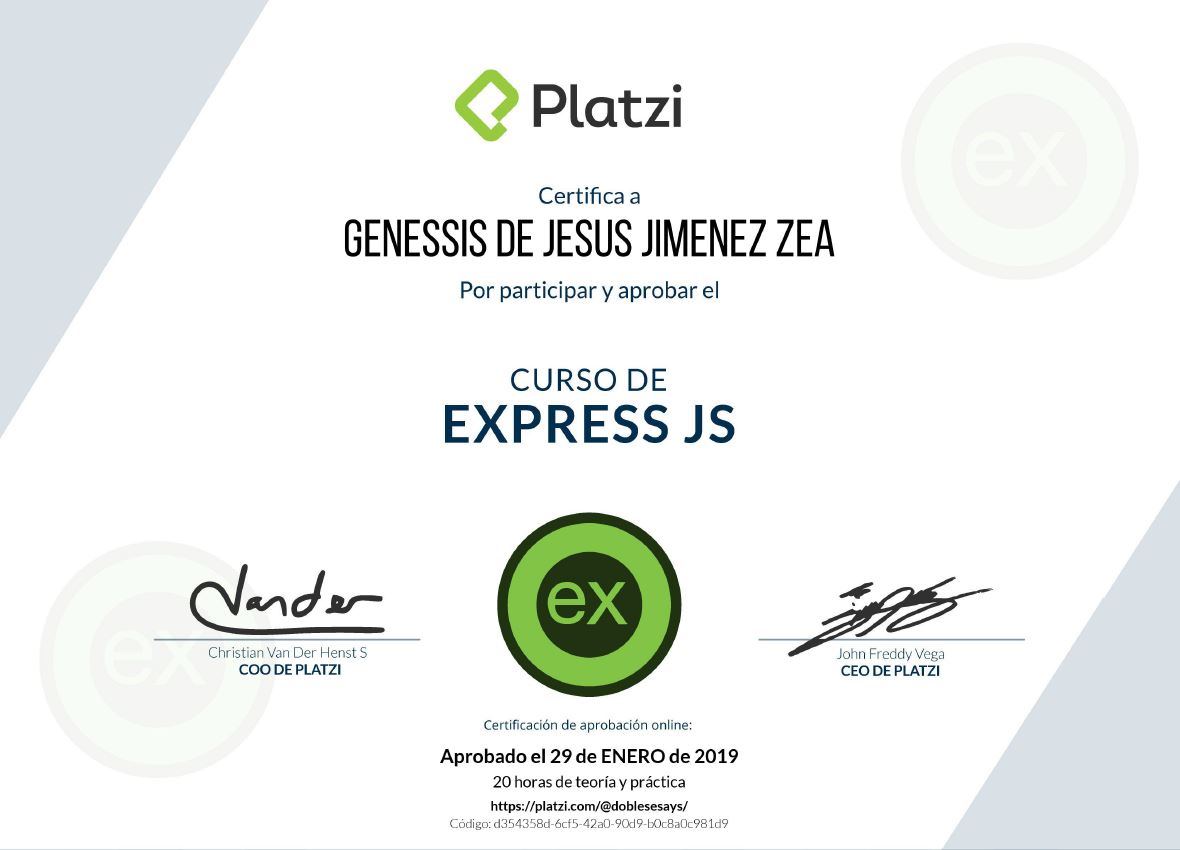 Platzi
ex
Certifica a
GENESSIS DE JESUS JIMENEZ ZEA
Por participar y aprobar el
CURSO DE
EXPRESS JS
Vander
ex
ex
Christian Van Der Henst S
COO DE PLATZI
John Freddy Vega
CEO DE PLATZI
Certificación de aprobación online:
Aprobado el 29 de ENERO de 2019
20 horas de teoría y práctica
https://platzi.com/@doblesesays/
Código: d354358d-6cf5-42a0-90d9-b0c8a0c981d9